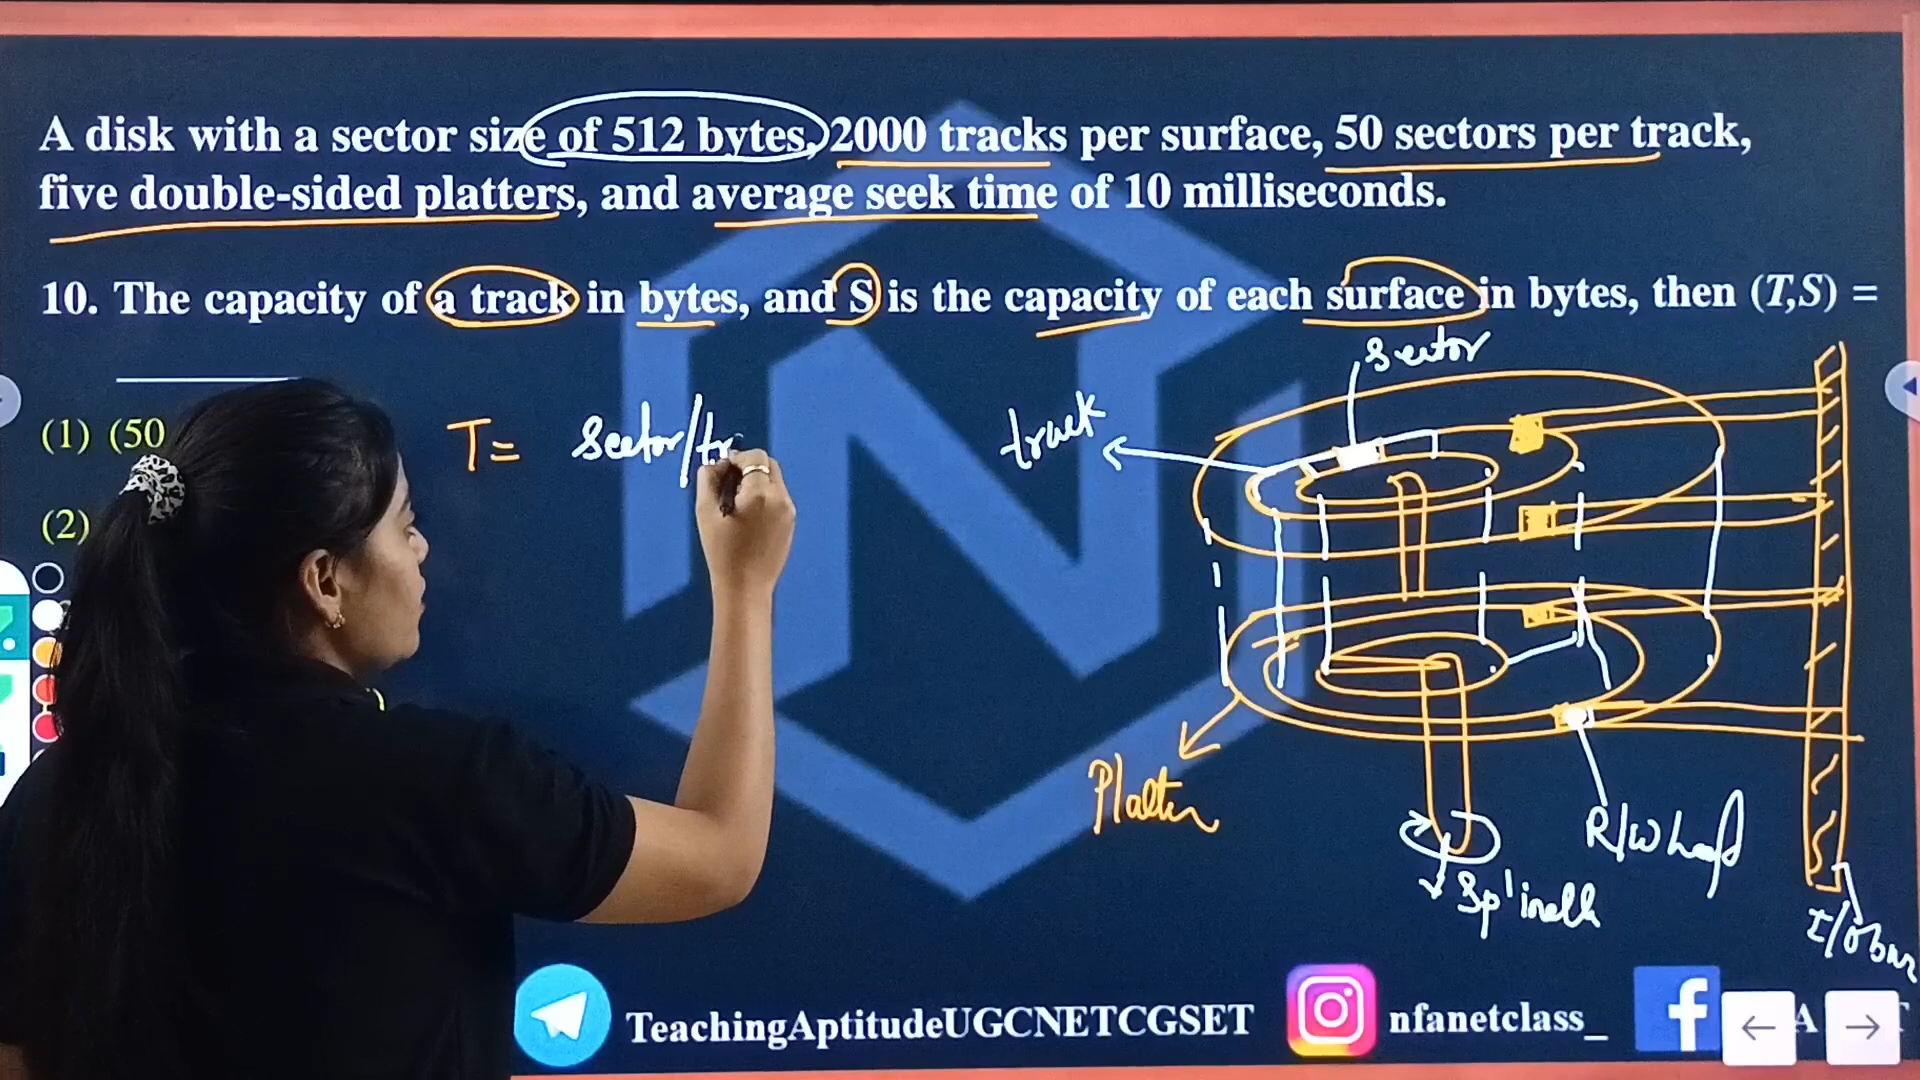 A disk with a sector size of 512 bytes, 2000 tracks per surface, 50 sectors per track,
five double-sided platters, and average seek time of 10 milliseconds.
10. The capacity of a track in bytes, and S is the capacity of each surface in bytes, then (T,S) =
sector
(1) (50
T= sector/tr
track
(2)
Platter
R/W head
I/O bar
TeachingAptitudeUGCNETCGSET
nfanetclass_